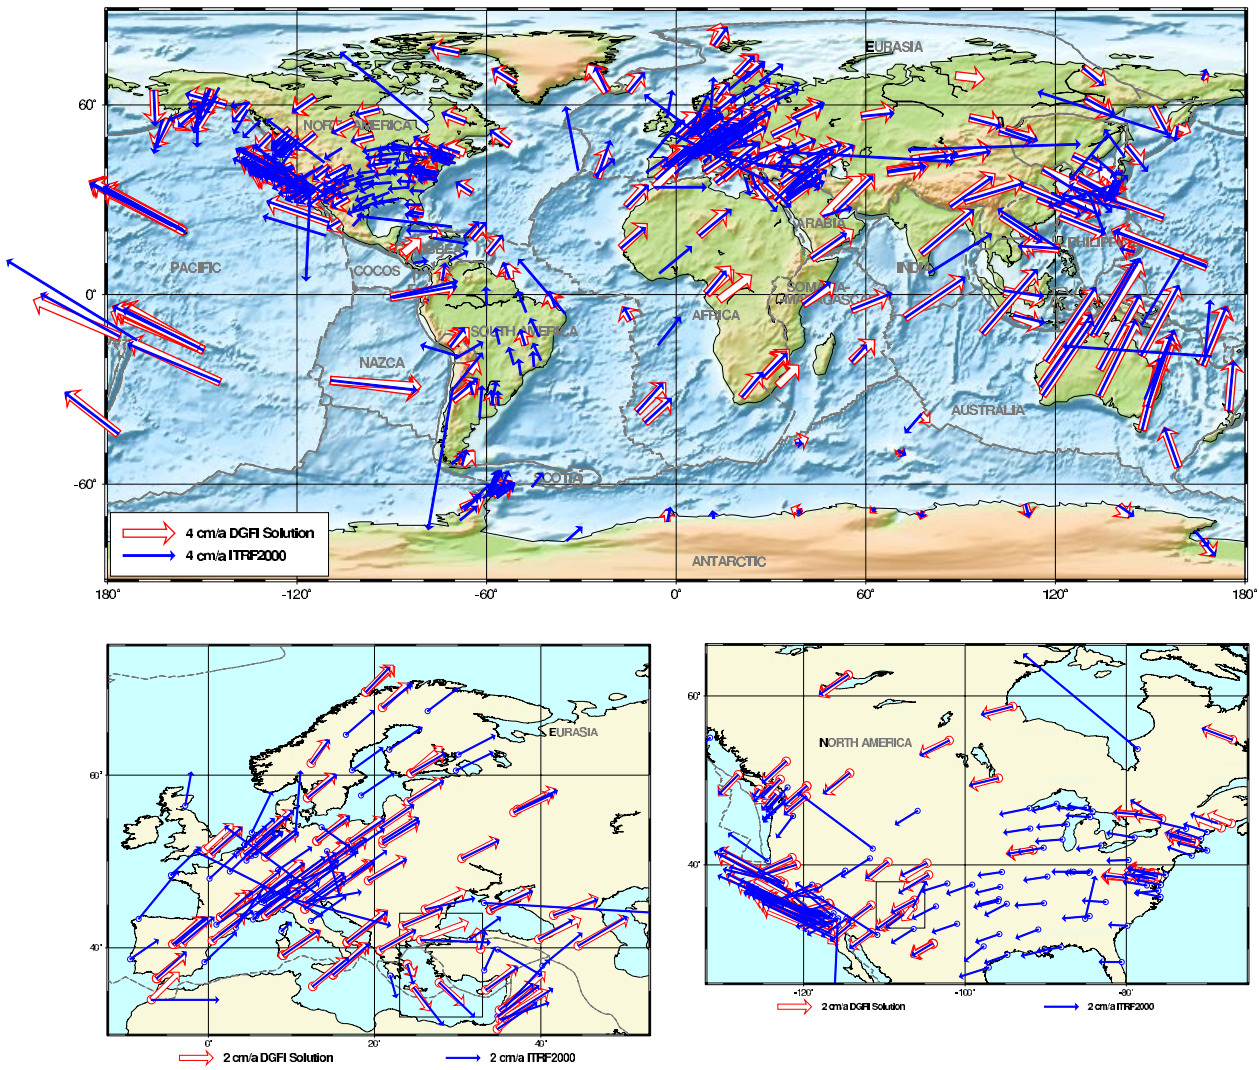 EURASIA
60°
NORTH AMERICA
ARABIA
PACIFIC
COCOS
INDIA
PHILIPP
0°
AFRICA
SOUTH AMERICA
NAZCA
AUSTRALIA
-60°
SCOTIA
4 cm/a DGFI Solution
4 cm/a ITRF2000
ANTARCTIC
180° -120° -60° 0° 60° 120° 180°
EURASIA
60°
40°
0° 20° 40°
2 cm/a DGFI Solution 2 cm/a ITRF2000
60°
NORTH AMERICA
40°
-120° -100° -80°
2 cm/a DGFI Solution 2 cm/a ITRF2000